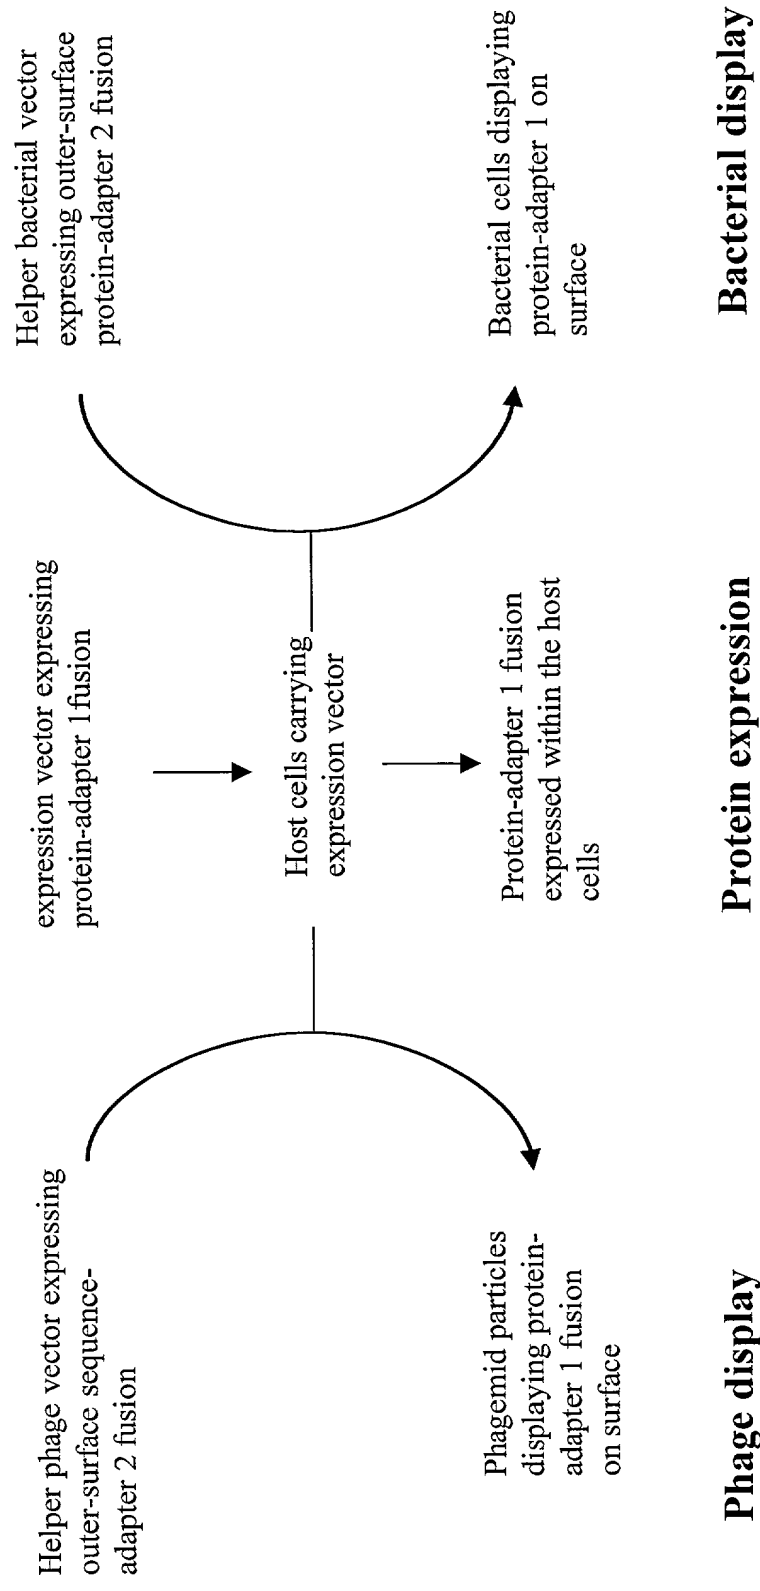 Helper phage vector expressing
outer-surface sequence-
adapter 2 fusion
expression vector expressing
protein-adapter 1fusion
Helper bacterial vector
expressing outer-surface
protein-adapter 2 fusion
Host cells carrying
expression vector
Phagemid particles
displaying protein-
adapter 1 fusion
on surface
Protein-adapter 1 fusion
expressed within the host
cells
Bacterial cells displaying
protein-adapter 1 on
surface
Phage display
Protein expression
Bacterial display